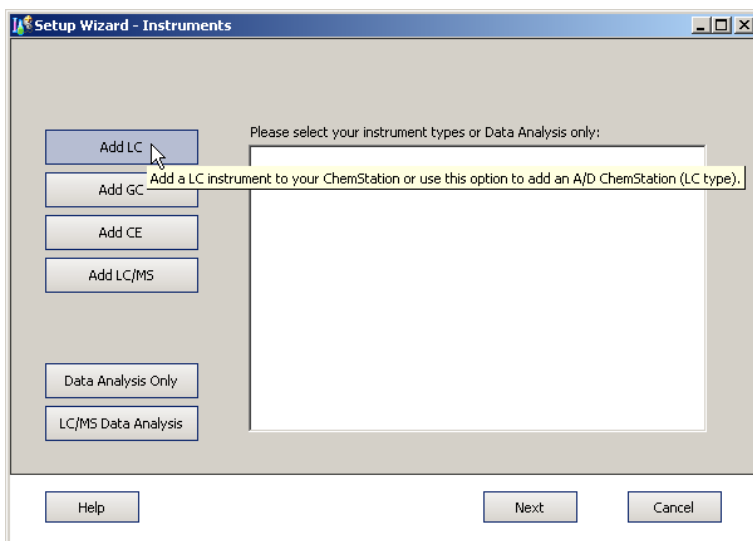 Setup Wizard - Instruments
Please select your instrument types or Data Analysis only:
Add LC
Add a LC instrument to your ChemStation or use this option to add an A/D ChemStation (LC type).
Add GC
Add CE
Add LC/MS
Data Analysis Only
LC/MS Data Analysis
Help
Next
Cancel